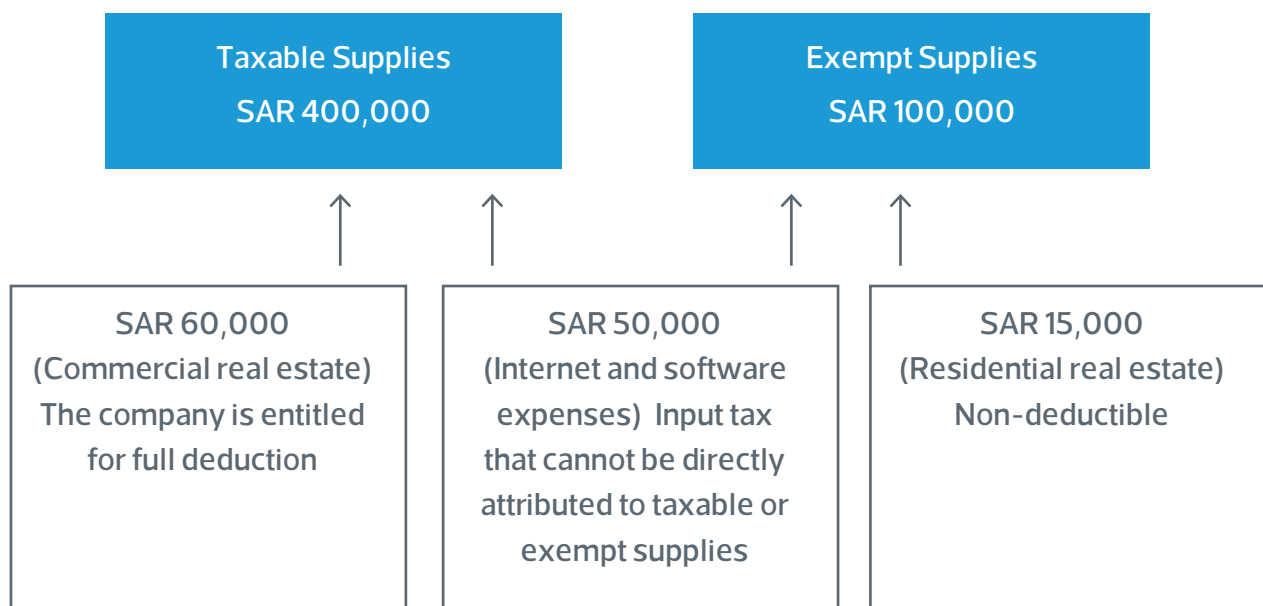 Taxable Supplies
SAR 400,000
Exempt Supplies
SAR 100,000
SAR 60,000
(Commercial real estate)
The company is entitled
for full deduction
SAR 50,000
(Internet and software
expenses) Input tax
that cannot be directly
attributed to taxable or
exempt supplies
SAR 15,000
(Residential real estate)
Non-deductible